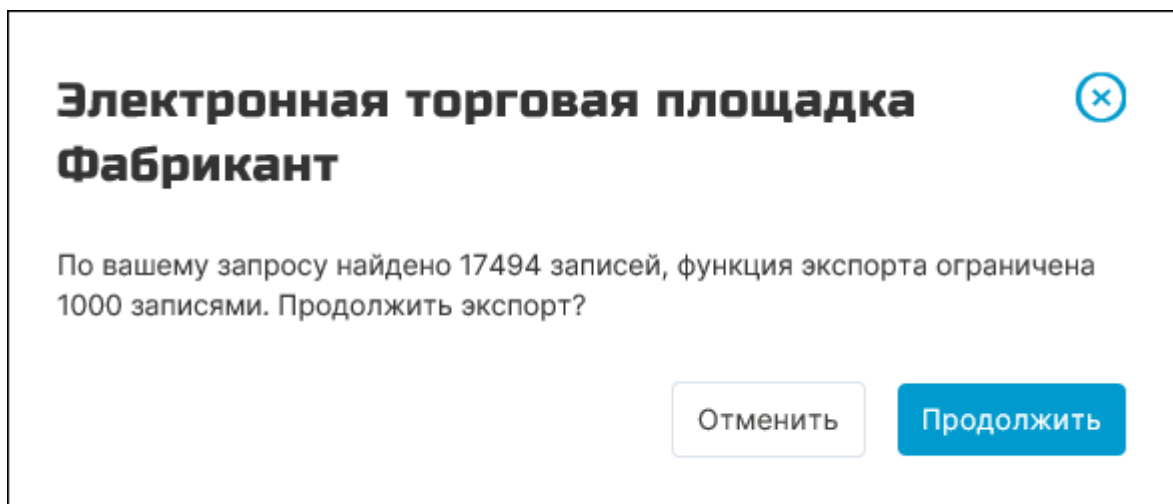 Электронная торговая площадка
Фабрикант
По вашему запросу найдено 17494 записей, функция экспорта ограничена
1000 записями. Продолжить экспорт?
Отменить
Продолжить